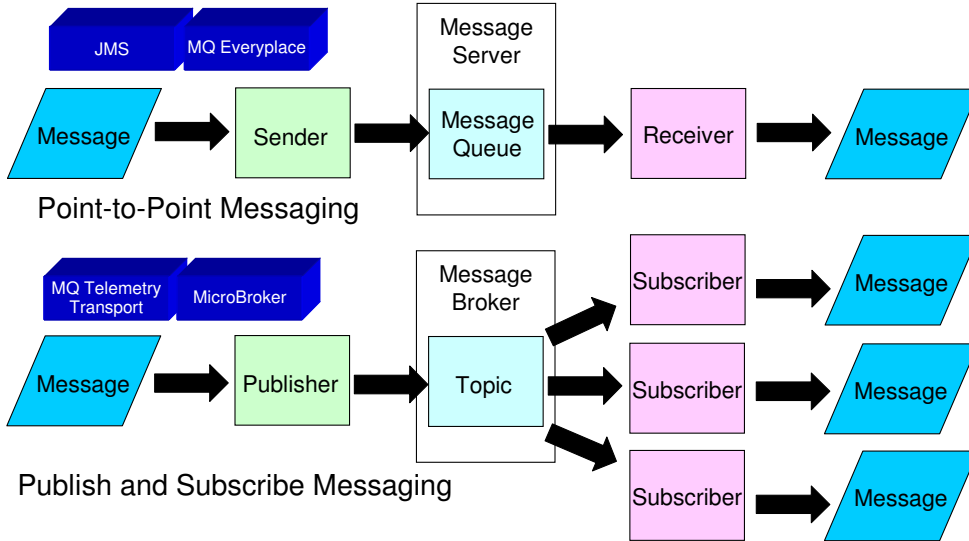 JMS
MQ Everyplace
Message
Server
Message
Sender
Message
Queue
Receiver
Message
Point-to-Point Messaging
MQ Telemetry
Transport
MicroBroker
Message
Broker
Message
Publisher
Topic
Subscriber
Message
Subscriber
Message
Subscriber
Message
Publish and Subscribe Messaging